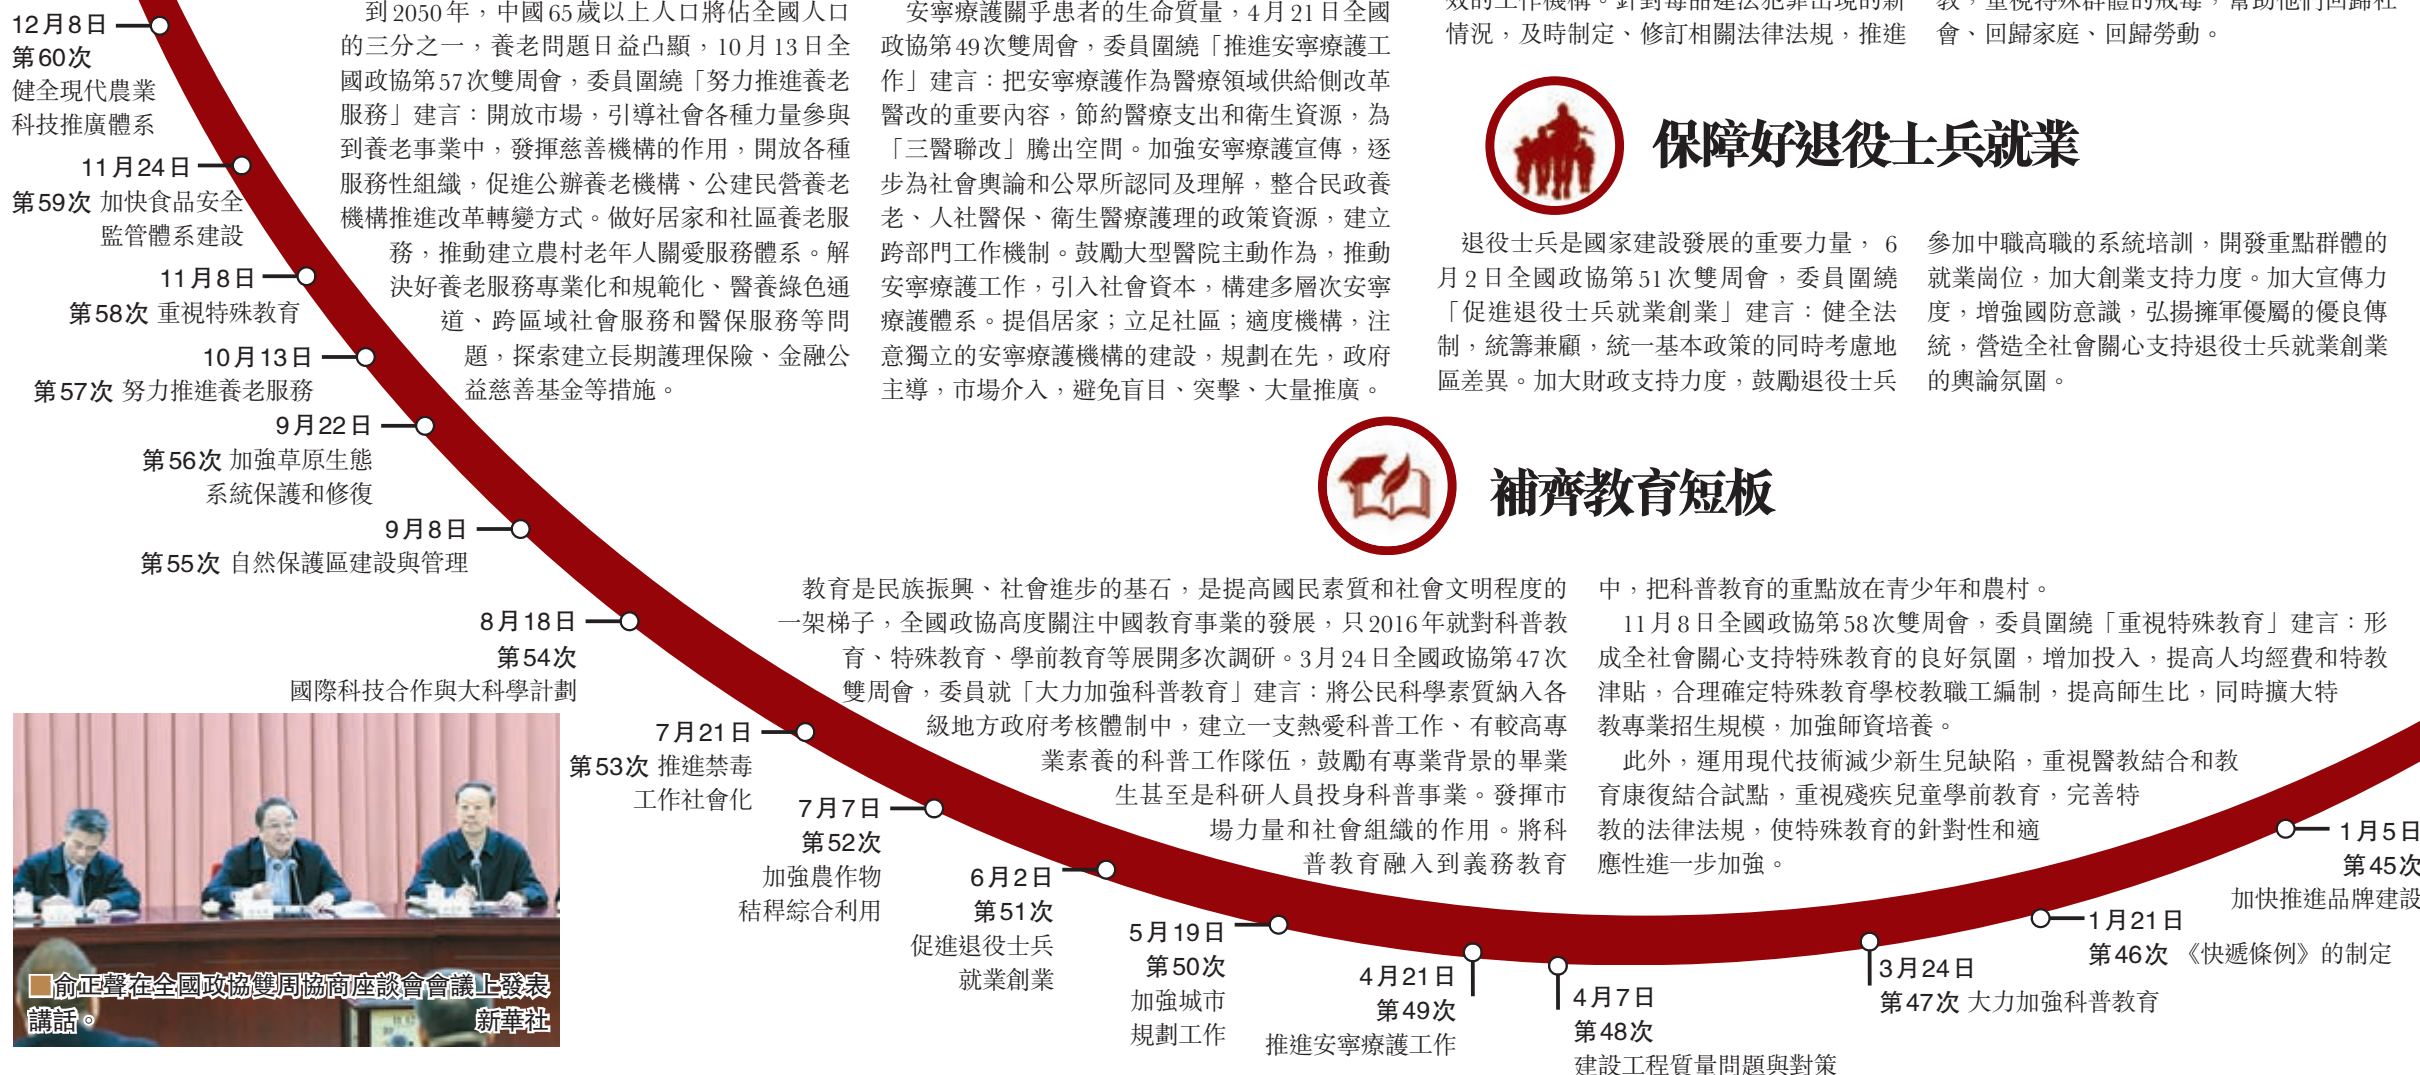 12月8日
第60次
健全現代農業
科技推廣體系
11月24日
第59次 加快食品安全
監管體系建設
11月8日
第58次 重視特殊教育
10月13日
第57次 努力推進養老服務
9月22日
第56次 加強草原生態
系統保護和修復
9月8日
第55次 自然保護區建設與管理
8月18日
第54次
國際科技合作與大科學計劃
7月21日
第53次 推進禁毒
工作社會化
7月7日
第52次
加強農作物
秸稈綜合利用
6月2日
第51次
促進退役士兵
就業創業
5月19日
第50次
加強城市
規劃工作
4月21日
第49次
推進安寧療護工作
4月7日
第48次
建設工程質量問題與對策
3月24日
第47次 大力加強科普教育
1月21日
第46次 《快遞條例》的制定
1月5日
第45次
加快推進品牌建設
到2050年，中國65歲以上人口將佔全國人口
的三分之一，養老問題日益凸顯，10月13日全
國政協第57次雙周會，委員圍繞「努力推進養老
服務」建言：開放市場，引導社會各種力量參與
到養老事業中，發揮慈善機構的作用，開放各種
服務性組織，促進公辦養老機構、公建民營養老
機構推進改革轉變方式。做好居家和社區養老服
務，推動建立農村老年人關愛服務體系。解
決好養老服務專業化和規範化、醫養綠色通
道、跨區域社會服務和醫保服務等問
題，探索建立長期護理保險、金融公
益慈善基金等措施。
安寧療護關乎患者的生命質量，4月21日全國
政協第49次雙周會，委員圍繞「推進安寧療護工
作」建言：把安寧療護作為醫療領域供給側改革
醫改的重要內容，節約醫療支出和衛生資源，為
「三醫聯改」騰出空間。加強安寧療護宣傳，逐
步為社會輿論和公眾所認同及理解，整合民政養
老、人社醫保、衛生醫療護理的政策資源，建立
跨部門工作機制。鼓勵大型醫院主動作為，推動
安寧療護工作，引入社會資本，構建多層次安寧
療護體系。提倡居家；立足社區；適度機構，注
意獨立的安寧療護機構的建設，規劃在先，政府
主導，市場介入，避免盲目、突擊、大量推廣。
效的工作機構。針對毒品違法犯罪出現的新
情況，及時制定、修訂相關法律法規，推進
教，重視特殊群體的戒毒，幫助他們回歸社
會、回歸家庭、回歸勞動。
保障好退役士兵就業
退役士兵是國家建設發展的重要力量，6
月2日全國政協第51次雙周會，委員圍繞
「促進退役士兵就業創業」建言：健全法
制，統籌兼顧，統一基本政策的同時考慮地
區差異。加大財政支持力度，鼓勵退役士兵
參加中職高職的系統培訓，開發重點群體的
就業崗位，加大創業支持力度。加大宣傳力
度，增強國防意識，弘揚擁軍優屬的優良傳
統，營造全社會關心支持退役士兵就業創業
的輿論氛圍。
補齊教育短板
教育是民族振興、社會進步的基石，是提高國民素質和社會文明程度的
一架梯子，全國政協高度關注中國教育事業的發展，只2016年就對科普教
育、特殊教育、學前教育等展開多次調研。3月24日全國政協第47次
雙周會，委員就「大力加強科普教育」建言：將公民科學素質納入各
級地方政府考核體制中，建立一支熱愛科普工作、有較高專
業素養的科普工作隊伍，鼓勵有專業背景的畢業
生甚至是科研人員投身科普事業。發揮市
場力量和社會組織的作用。將科
普教育融入到義務教育
中，把科普教育的重點放在青少年和農村。
11月8日全國政協第58次雙周會，委員圍繞「重視特殊教育」建言：形
成全社會關心支持特殊教育的良好氛圍，增加投入，提高人均經費和特教
津貼，合理確定特殊教育學校教職工編制，提高師生比，同時擴大特
教專業招生規模，加強師資培養。
此外，運用現代技術減少新生兒缺陷，重視醫教結合和教
育康復結合試點，重視殘疾兒童學前教育，完善特
教的法律法規，使特殊教育的針對性和適
應性進一步加強。
■俞正聲在全國政協雙周協商座談會會議上發表
講話。 新華社